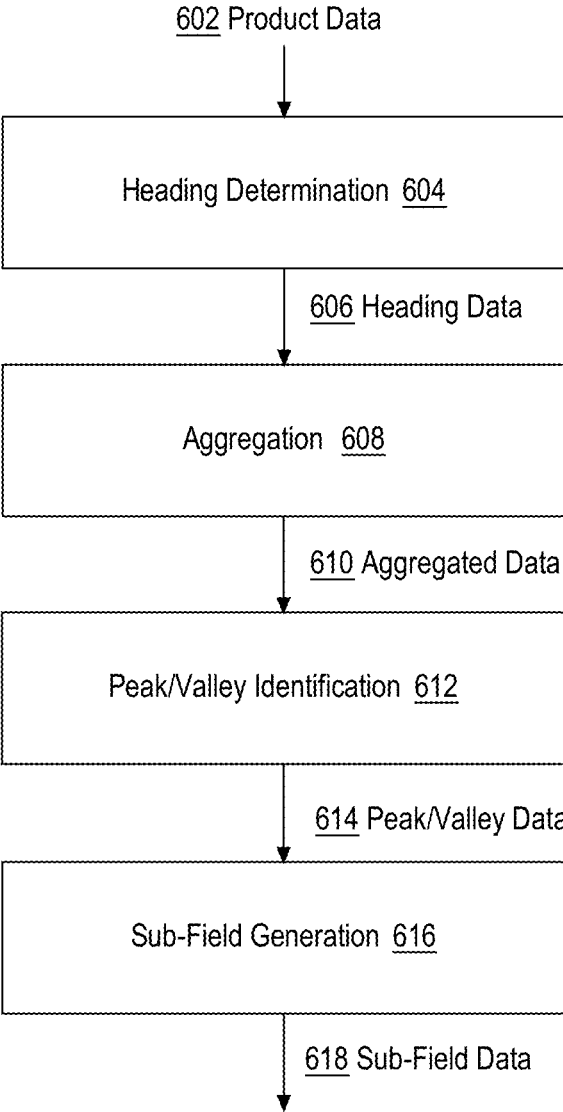 602 Product Data
Heading Determination 604
606 Heading Data
Aggregation 608
610 Aggregated Data
Peak/Valley Identification 612
614 Peak/Valley Data
Sub-Field Generation 616
618 Sub-Field Data